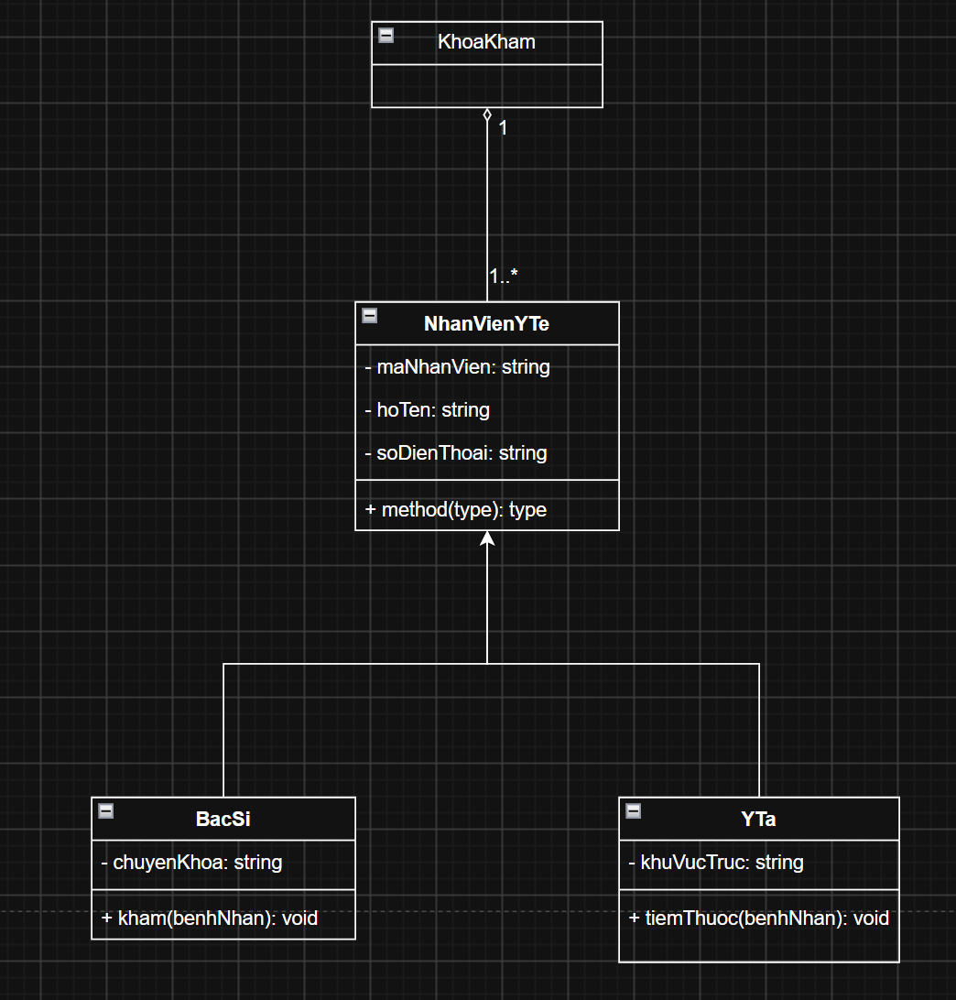 KhoaKham
1
1..*
NhanVienYTe
- maNhanVien: string
- hoTen: string
- soDienThoai: string
+ method(type): type
BacSi
- chuyenKhoa: string
+ kham(benhNhan): void
YTa
- khuVucTruc: string
+ tiemThuoc(benhNhan): void